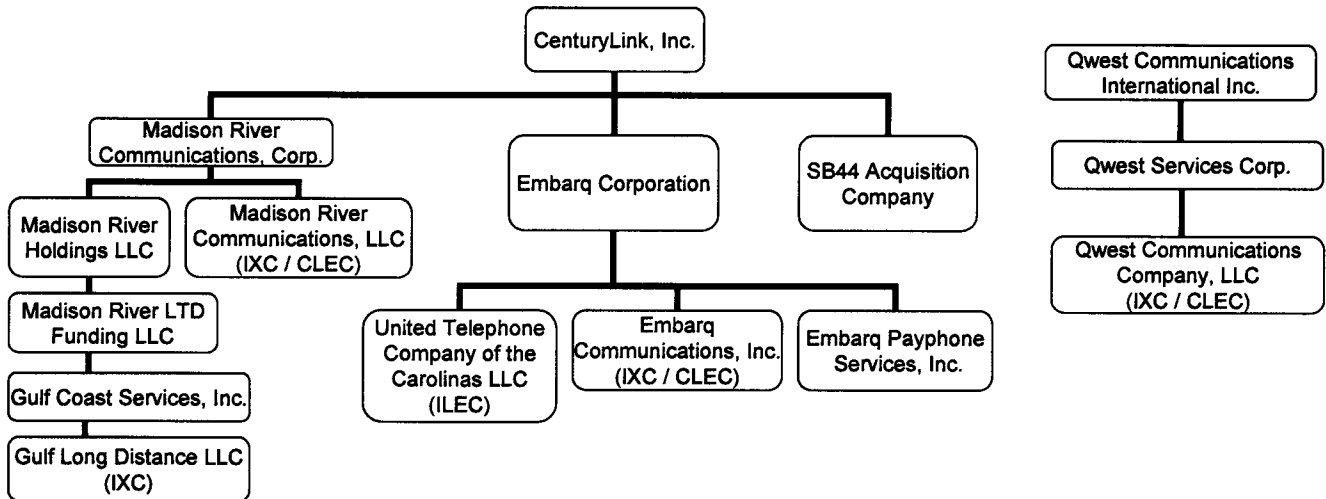 CenturyLink, Inc.
Madison River
Communications, Corp.
Embarq Corporation
SB44 Acquisition
Company
Madison River
Holdings LLC
Madison River
Communications, LLC
(IXC / CLEC)
Madison River LTD
Funding LLC
Gulf Coast Services, Inc.
Gulf Long Distance LLC
(IXC)
United Telephone
Company of the
Carolinas LLC
(ILEC)
Embarq
Communications, Inc.
(IXC / CLEC)
Embarq Payphone
Services, Inc.
Qwest Communications
International Inc.
Qwest Services Corp.
Qwest Communications
Company, LLC
(IXC / CLEC)